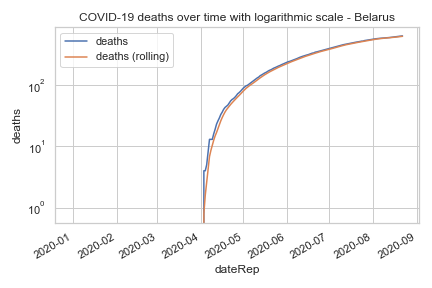 COVID-19 deaths over time with logarithmic scale - Belarus
deaths
deaths (rolling)
deaths
10²
10¹
10⁰
2020-01
2020-02
2020-03
2020-04
2020-05
2020-06
2020-07
2020-08
2020-09
dateRep